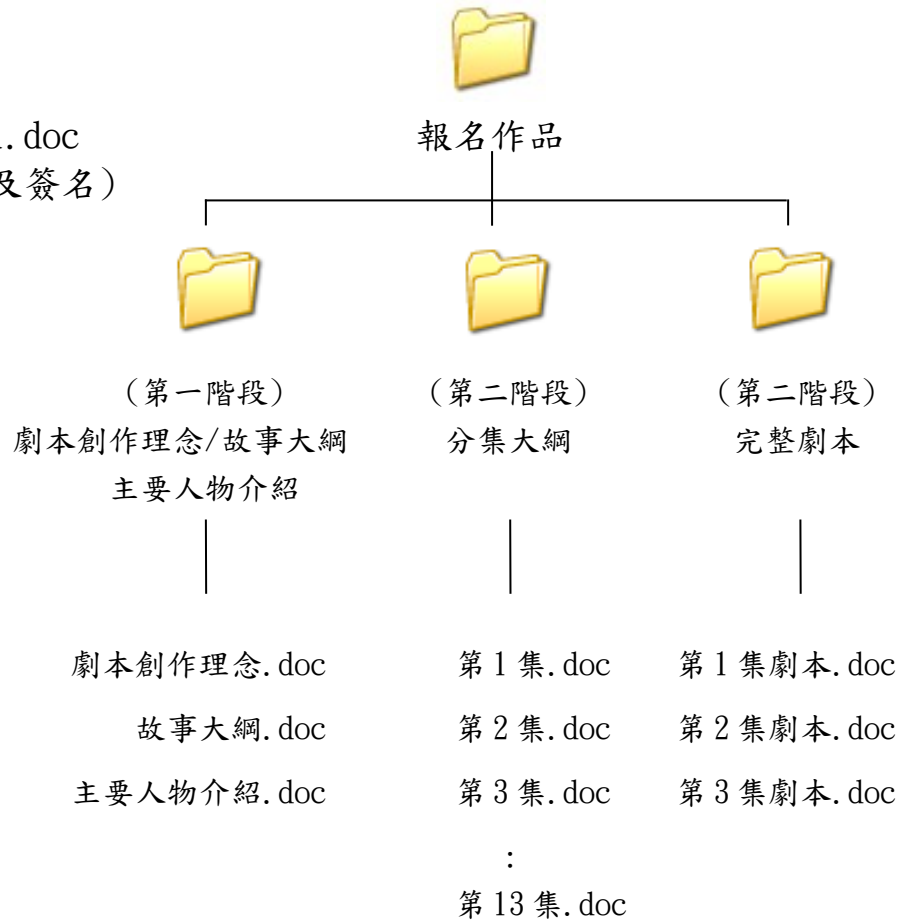 .doc
報名作品
及簽名)
(第一階段)
劇本創作理念/故事大綱
主要人物介紹
(第二階段)
分集大綱
(第二階段)
完整劇本
劇本創作理念.doc
故事大綱.doc
主要人物介紹.doc
第1集.doc
第2集.doc
第3集.doc
:
第13集.doc
第1集劇本.doc
第2集劇本.doc
第3集劇本.doc